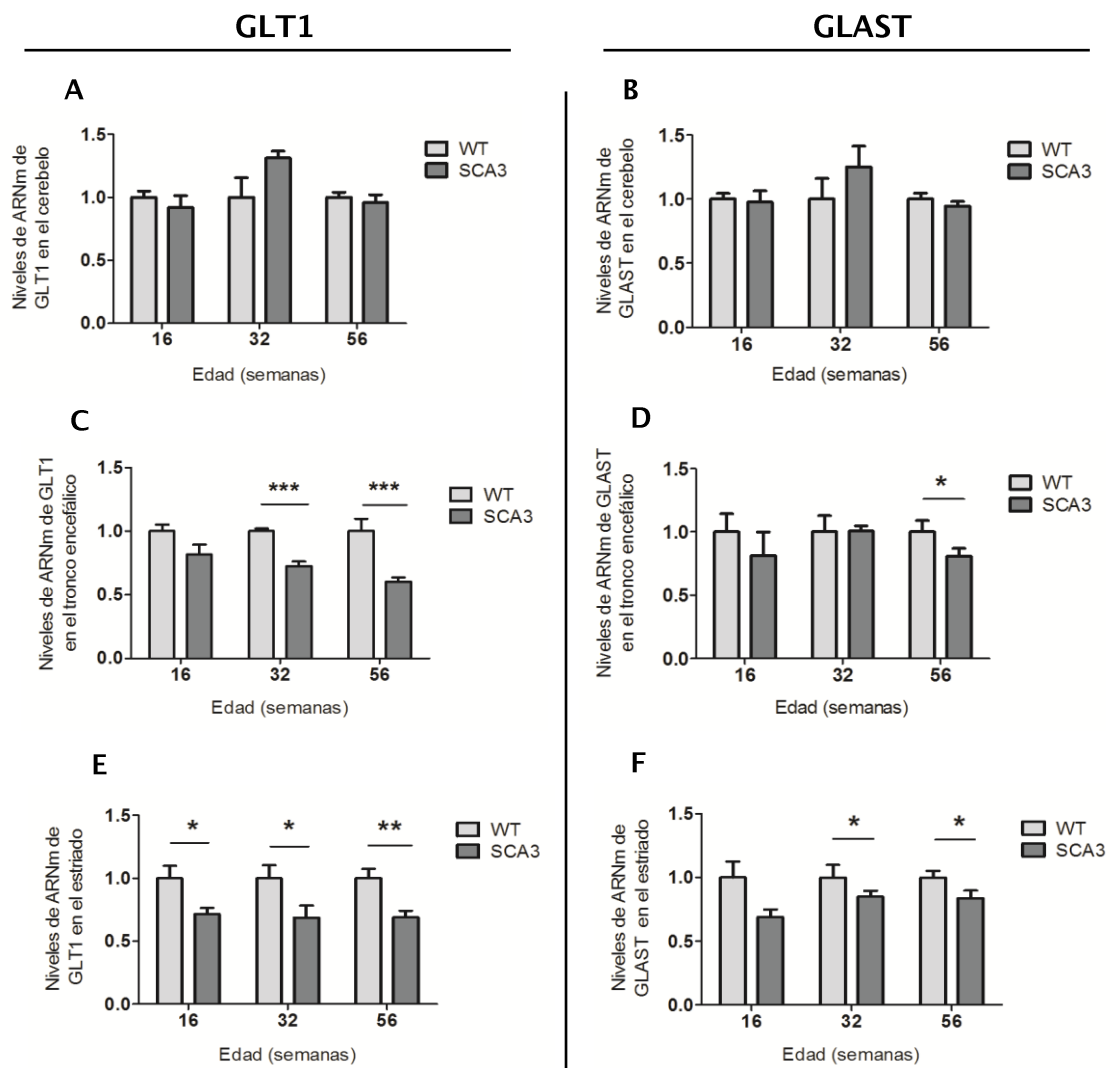 GLT1
GLAST
A
Niveles de ARNm de
GLT1 en el cerebelo
1.5
1.0
0.5
0.0
16
32
56
Edad (semanas)
WT
SCA3
B
Niveles de ARNm de
GLAST en el cerebelo
1.5
1.0
0.5
0.0
16
32
56
Edad (semanas)
WT
SCA3
C
Niveles de ARNm de GLT1
en el tronco encefálico
1.5
1.0
0.5
0.0
***
***
16
32
56
Edad (semanas)
WT
SCA3
D
Niveles de ARNm de GLAST
en el tronco encefálico
1.5
1.0
0.5
0.0
*
16
32
56
Edad (semanas)
WT
SCA3
E
Niveles de ARNm de
GLT1 en el estriado
1.5
1.0
0.5
0.0
*
*
**
16
32
56
Edad (semanas)
WT
SCA3
F
Niveles de ARNm de
GLAST en el estriado
1.5
1.0
0.5
0.0
*
*
16
32
56
Edad (semanas)
WT
SCA3